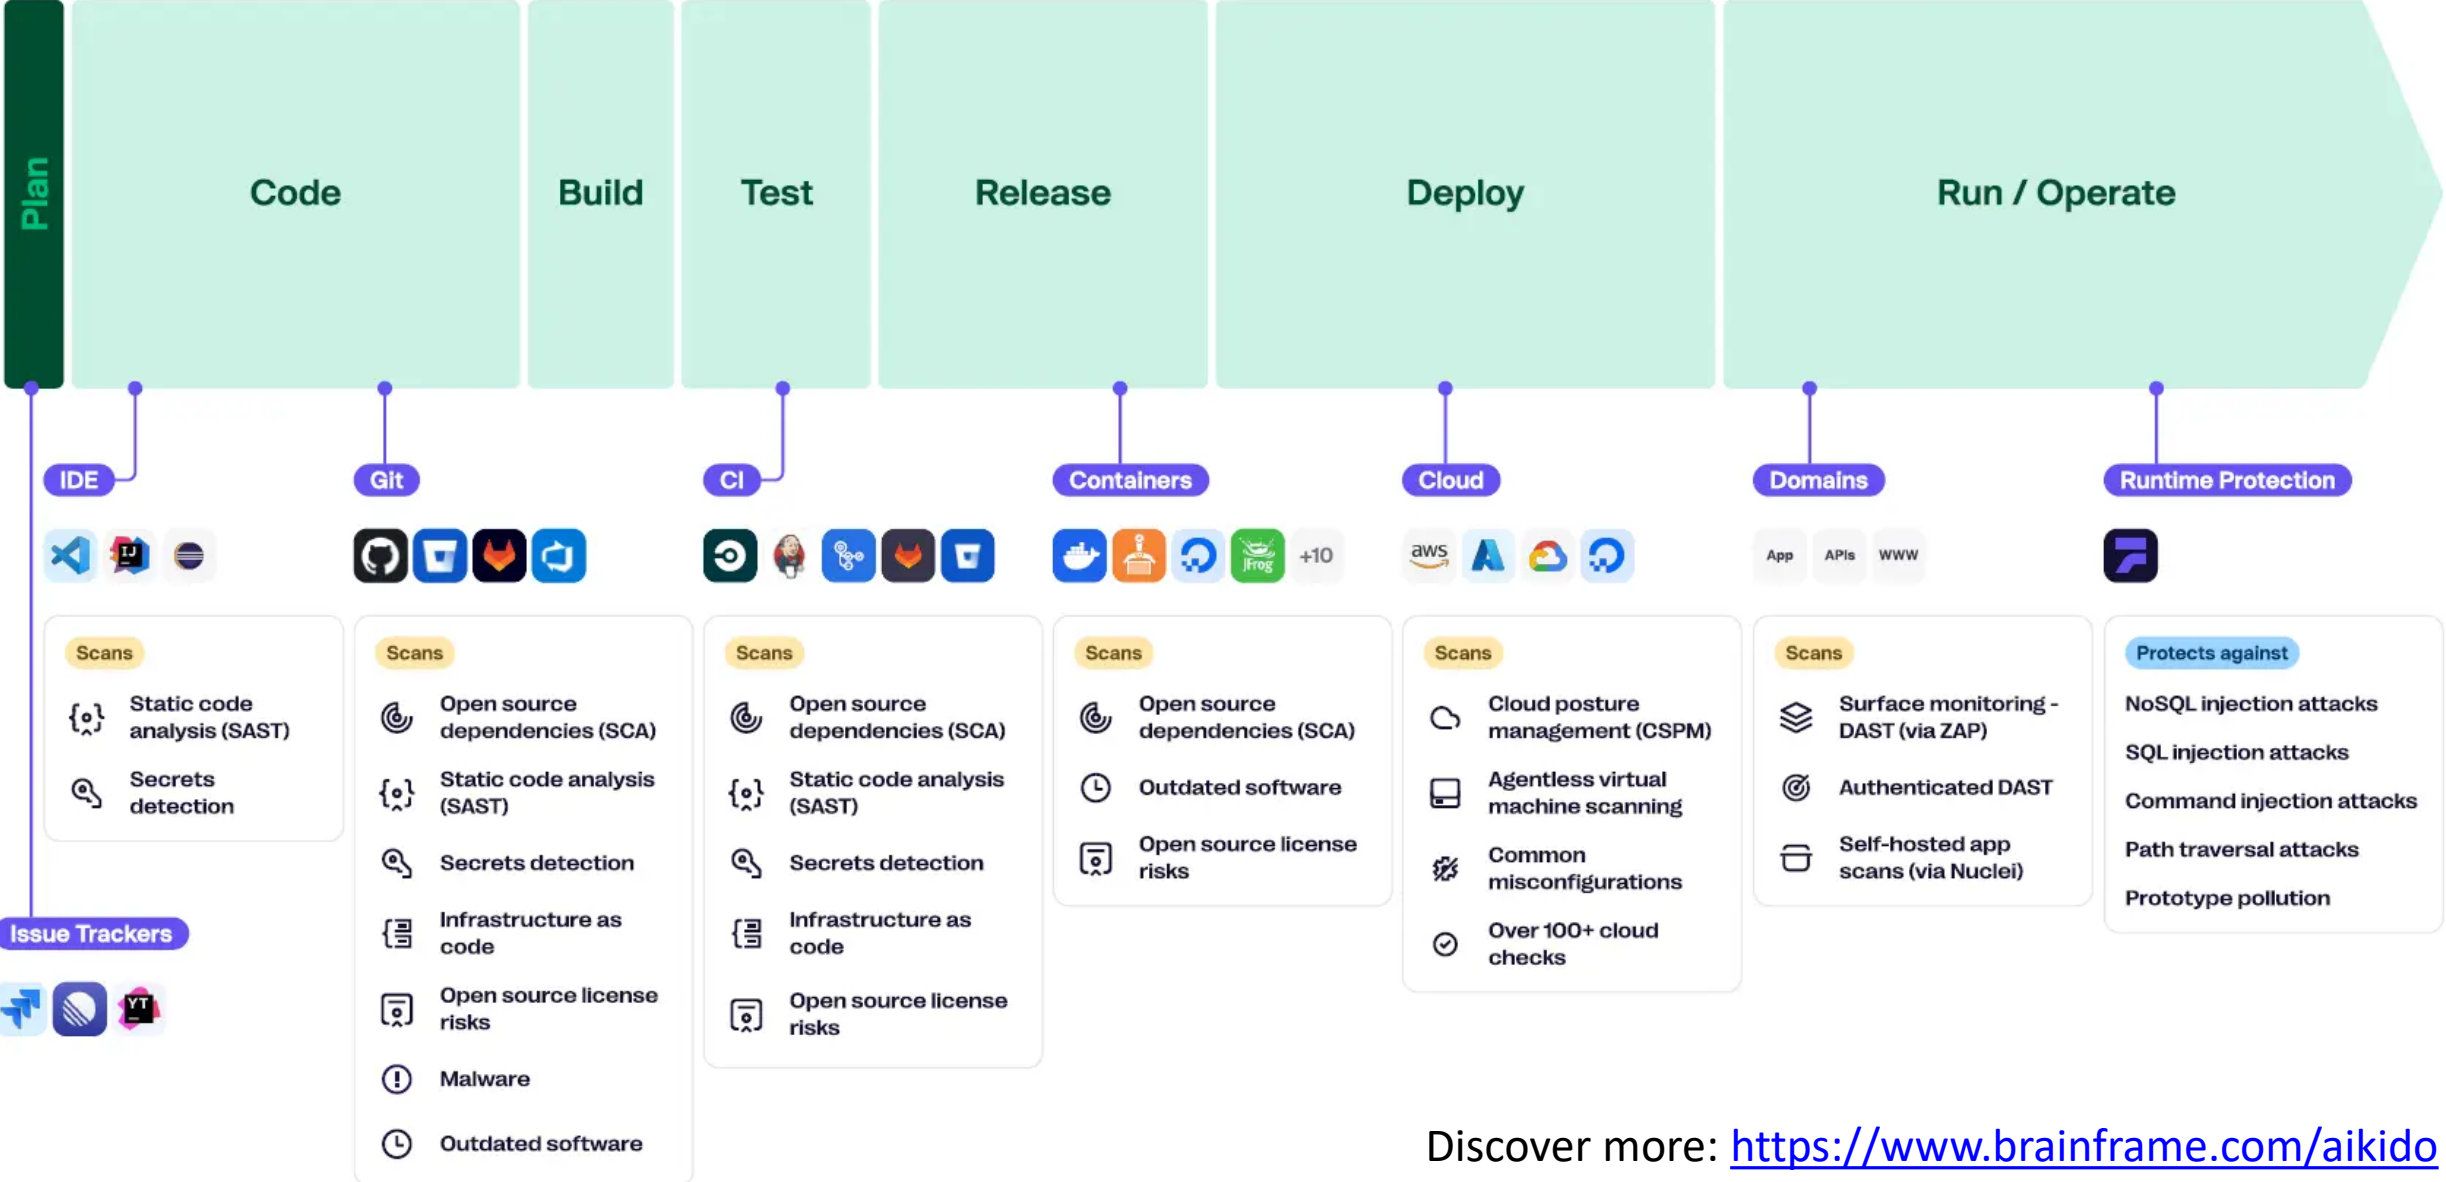 Plan
Code
Build
Test
Release
Deploy
Run / Operate
IDE
Git
CI
Containers
Cloud
Domains
Runtime Protection
IJ
JFrog
+10
aws
App
APIs
www
Scans
Static code
analysis (SAST)
Secrets
detection
Issue Trackers
YT
Scans
Open source
dependencies (SCA)
Static code analysis
(SAST)
Secrets detection
Infrastructure as
code
Open source license
risks
Malware
Outdated software
Scans
Open source
dependencies (SCA)
Static code analysis
(SAST)
Secrets detection
Infrastructure as
code
Open source license
risks
Scans
Open source
dependencies (SCA)
Outdated software
Open source license
risks
Scans
Cloud posture
management (CSPM)
Agentless virtual
machine scanning
Common
misconfigurations
Over 100+ cloud
checks
Scans
Surface monitoring -
DAST (via ZAP)
Authenticated DAST
Self-hosted app
scans (via Nuclei)
Protects against
NoSQL injection attacks
SQL injection attacks
Command injection attacks
Path traversal attacks
Prototype pollution
Discover more: https://www.brainframe.com/aikido